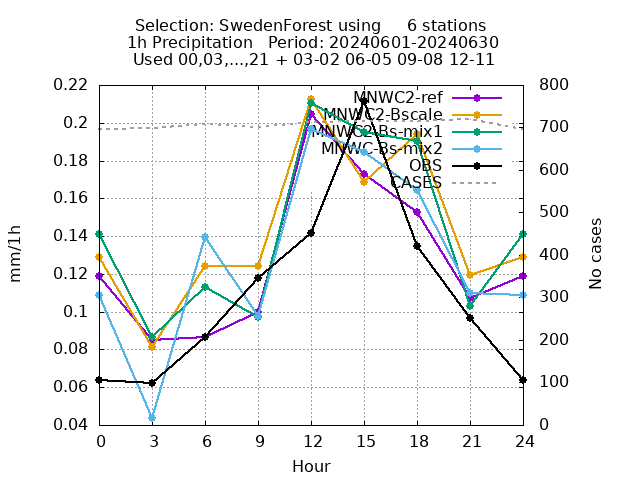 Selection: SwedenForest using 6 stations
1h Precipitation Period: 20240601-20240630
Used 00,03,...,21 + 03-02 06-05 09-08 12-11
0.22
0.2
0.18
0.16
0.14
0.12
0.1
0.08
0.06
0.04
mm/1h
800
700
600
500
400
300
200
100
0
No cases
MNWC2-ref
MNWC2-Bscale
MNWC2-Bs-mix1
MNWC-Bs-mix2
OBS
CASES
0 3 6 9 12 15 18 21 24
Hour